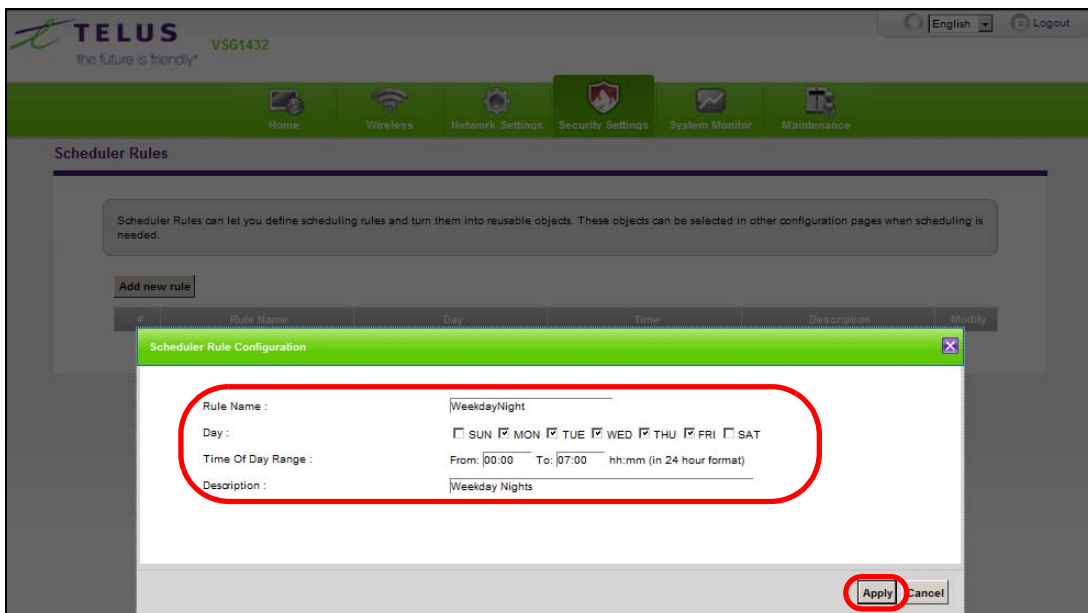 English Logout
TELUS VSG1432
the future is friendly*
Home Wireless Network Settings Security Settings System Monitor Maintenance
Scheduler Rules
Scheduler Rules can let you define scheduling rules and turn them into reusable objects. These objects can be selected in other configuration pages when scheduling is
needed.
Add new rule
# Rule Name Day Time Description Modify
Scheduler Rule Configuration
Rule Name : WeekdayNight
Day : SUN MON TUE WED THU FRI SAT
Time Of Day Range : From: 00:00 To: 07:00 hh:mm (in 24 hour format)
Description : Weekday Nights
Apply Cancel